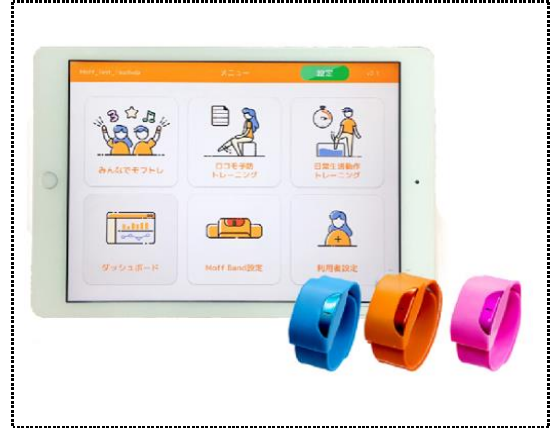 メニュー
設定
みんなでモフトレ
ロコモ予防
トレーニング
日常生活動作
トレーニング
ダッシュボード
Moff Band設定
利用者設定